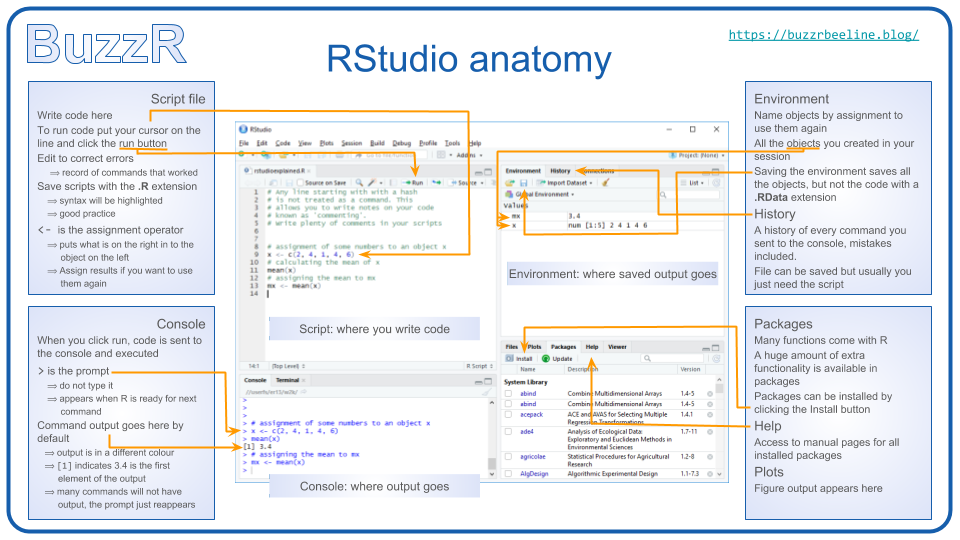 BuzzR
https://buzzrbeeline.blog/
RStudio anatomy
Script file
Write code here
To run code put your cursor on the
line and click the run button
Edit to correct errors
⟹ record of commands that worked
Save scripts with the .R extension
⟹ syntax will be highlighted
⟹ good practice
<- is the assignment operator
⟹ puts what is on the right in to the
object on the left
⟹ Assign results if you want to use
them again
Console
When you click run, code is sent to
the console and executed
> is the prompt
⟹ do not type it
⟹ appears when R is ready for next
command
Command output goes here by
default
⟹ output is in a different colour
⟹ [1] indicates 3.4 is the first
element of the output
⟹ many commands will not have
output, the prompt just reappears
RStudio
File Edit Code View Plots Session Build Debug Profile Tools Help
Addins
Project: (None)
rstudioexplained.R
Source on Save
Run
Source
1 # Any line starting with with a hash
2 # is not treated as a command. This
3 # allows you to write notes on your code
4 # known as 'commenting'.
5 # write plenty of comments in your scripts
6
7
8 # assignment of some numbers to an object x
9 x <- c(2, 4, 1, 4, 6)
10 # calculating the mean of x
11 mean(x)
12 # assigning the mean to mx
13 mx <- mean(x)
14
Script: where you write code
14:1 (Top Level) R Script
Console Terminal
>
>
> # assignment of some numbers to an object x
> x <- c(2, 4, 1, 4, 6)
> mean(x)
[1] 3.4
> # assigning the mean to mx
> mx <- mean(x)
>
Console: where output goes
Environment History Connections
Import Dataset List
Global Environment
Values
mx 3.4
x num [1:5] 2 4 1 4 6
Environment: where saved output goes
Files Plots Packages Help Viewer
Install Update
Name Description Version
System Library
abind Combine Multidimensional Arrays 1.4-5
abind Combine Multidimensional Arrays 1.4-5
acepack ACE and AVAS for Selecting Multiple 1.4.1
Regression Transformations
ade4 Analysis of Ecological Data: 1.7-11
Exploratory and Euclidean Methods in
Environmental Sciences
agricolae Statistical Procedures for Agricultural 1.2-8
Research
AlgDesign Algorithmic Experimental Design 1.1-7.3
Environment
Name objects by assignment to
use them again
All the objects you created in your
session
Saving the environment saves all
the objects, but not the code with a
.RData extension
History
A history of every command you
sent to the console, mistakes
included.
File can be saved but usually you
just need the script
Packages
Many functions come with R
A huge amount of extra
functionality is available in
packages
Packages can be installed by
clicking the Install button
Help
Access to manual pages for all
installed packages
Plots
Figure output appears here